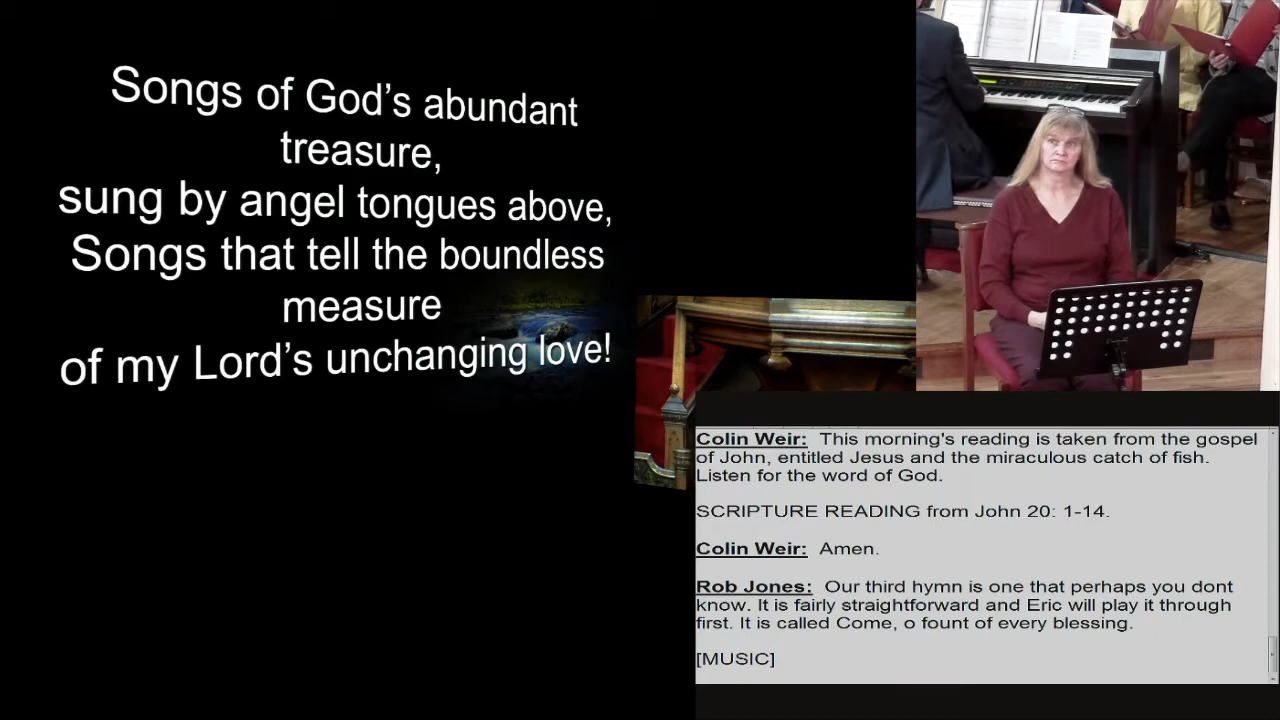 Songs of God's abundant
treasure,
sung by angel tongues above,
Songs that tell the boundless
measure
of my Lord's unchanging love!
Colin Weir: This morning's reading is taken from the gospel
of John, entitled Jesus and the miraculous catch of fish.
Listen for the word of God.
SCRIPTURE READING from John 20: 1-14.
Colin Weir: Amen.
Rob Jones: Our third hymn is one that perhaps you dont
know. It is fairly straightforward and Eric will play it through
first. It is called Come, o fount of every blessing.
[MUSIC]